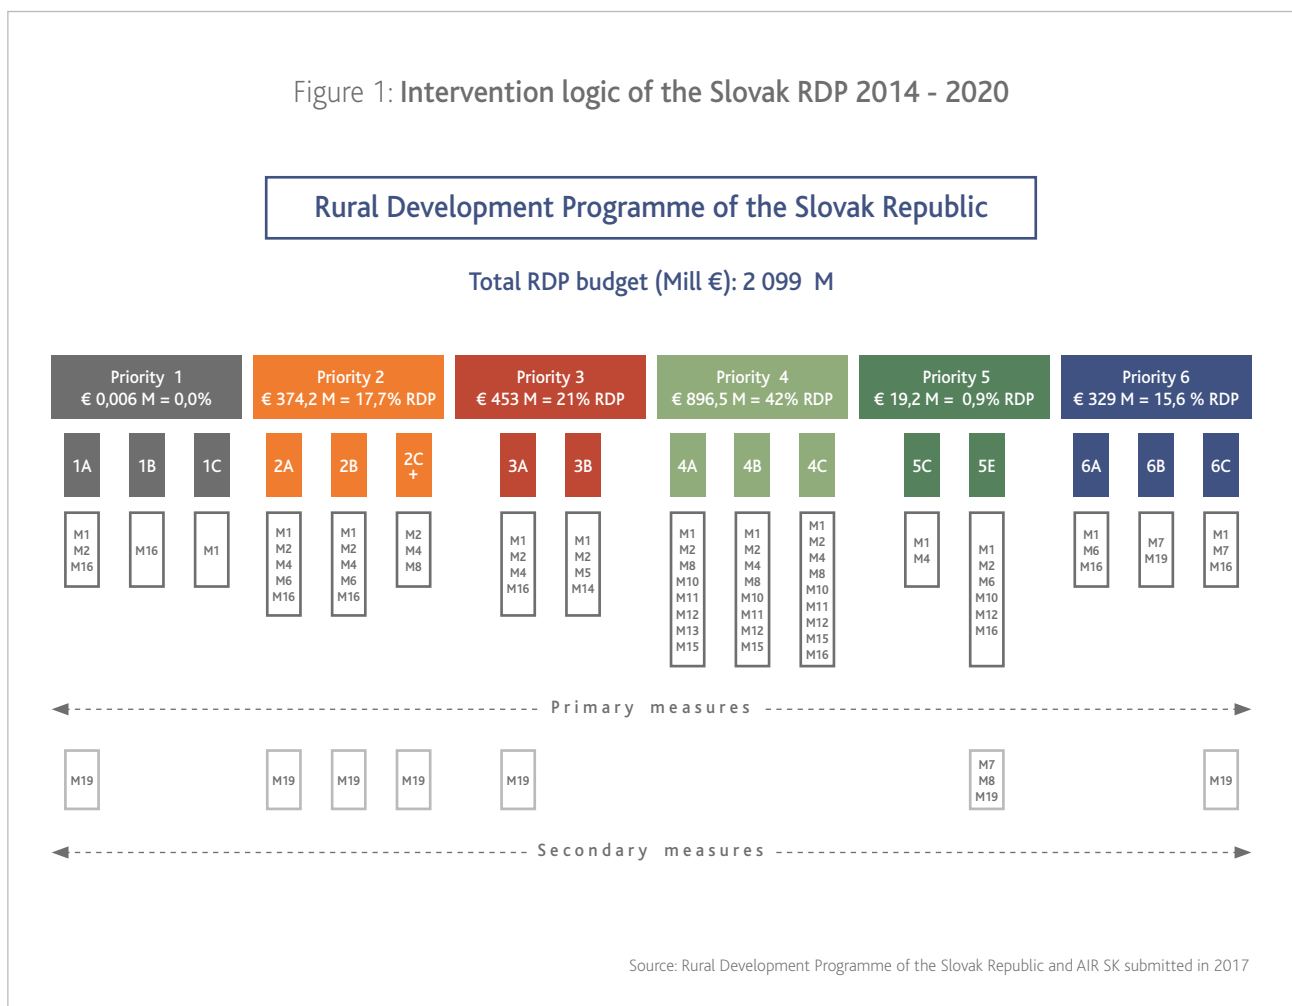 Figure 1: Intervention logic of the Slovak RDP 2014 - 2020
Rural Development Programme of the Slovak Republic
Total RDP budget (Mill €): 2 099 M
Priority 1
€ 0,006 M = 0,0%
Priority 2
€ 374,2 M = 17,7% RDP
Priority 3
€ 453 M = 21% RDP
Priority 4
€ 896,5 M = 42% RDP
Priority 5
€ 19,2 M = 0,9% RDP
Priority 6
€ 329 M = 15,6 % RDP
1A
1B
1C
2A
2B
2C
+
3A
3B
4A
4B
4C
5C
5E
6A
6B
6C
M1
M2
M16
M16
M1
M1
M2
M4
M6
M16
M1
M2
M4
M6
M16
M2
M4
M8
M1
M2
M4
M16
M1
M2
M5
M14
M1
M2
M8
M10
M11
M12
M13
M15
M1
M2
M4
M8
M10
M11
M12
M15
M1
M2
M4
M8
M10
M11
M12
M15
M16
M1
M4
M1
M2
M6
M10
M12
M16
M1
M6
M16
M7
M19
M1
M7
M16
Primary measures
M19
M19
M19
M19
M19
M7
M8
M19
M19
Secondary measures
Source: Rural Development Programme of the Slovak Republic and AIR SK submitted in 2017